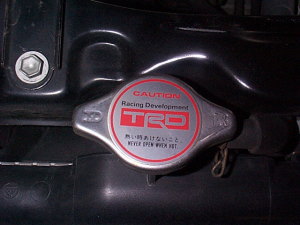 CAUTION
Racing Development
TRD
熱い時あけないこと
NEVER OPEN WHEN HOT